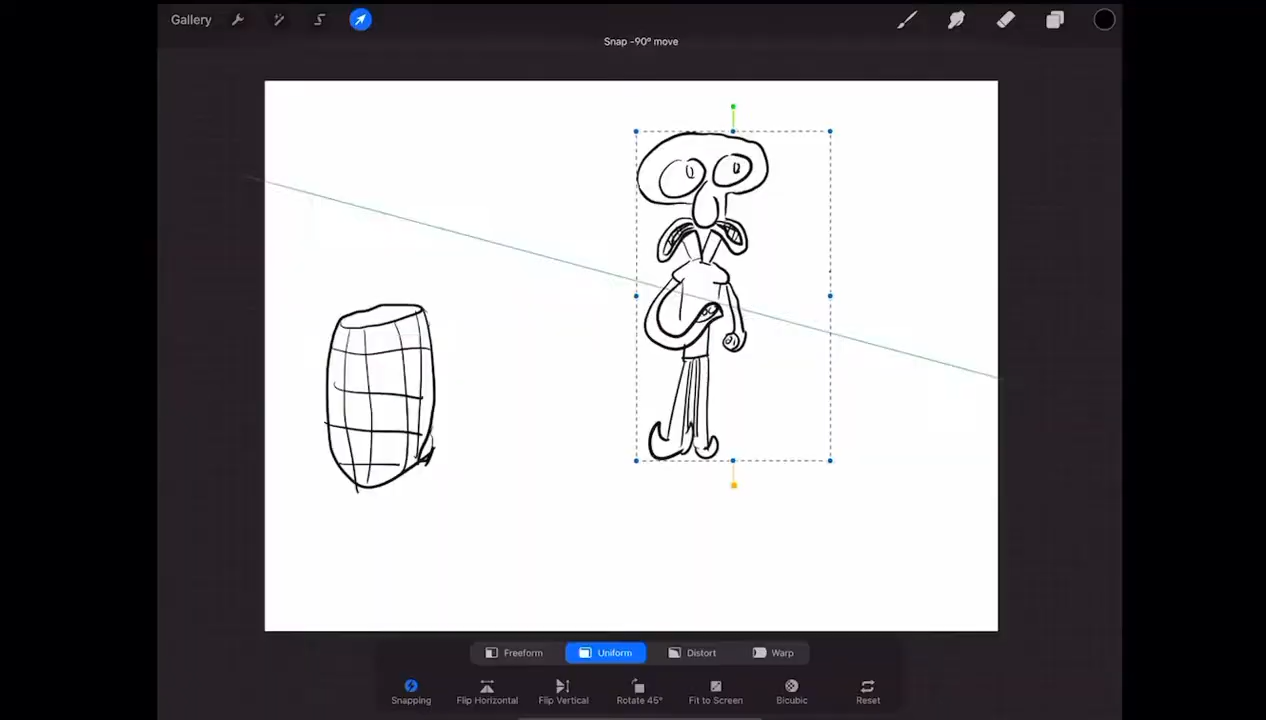 Gallery
Snap -90° move
Freeform Uniform Distort Warp
Snapping Flip Horizontal Flip Vertical Rotate 45° Fit to Screen Bicubic Reset